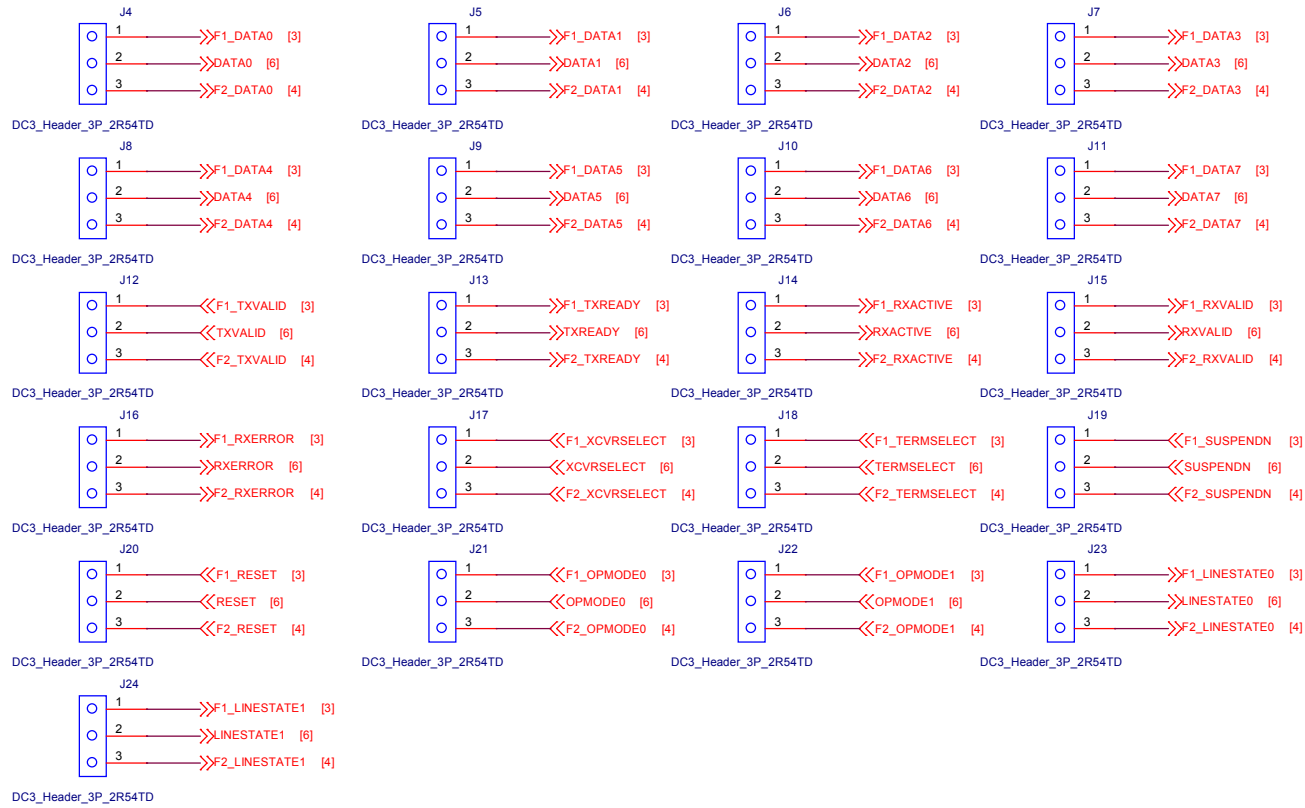 J4 J5 J6 J7
1 F1_DATA0 [3] 1 F1_DATA1 [3] 1 F1_DATA2 [3] 1 F1_DATA3 [3]
2 DATA0 [6] 2 DATA1 [6] 2 DATA2 [6] 2 DATA3 [6]
3 F2_DATA0 [4] 3 F2_DATA1 [4] 3 F2_DATA2 [4] 3 F2_DATA3 [4]
DC3_Header_3P_2R54TD DC3_Header_3P_2R54TD DC3_Header_3P_2R54TD DC3_Header_3P_2R54TD
J8 J9 J10 J11
1 F1_DATA4 [3] 1 F1_DATA5 [3] 1 F1_DATA6 [3] 1 F1_DATA7 [3]
2 DATA4 [6] 2 DATA5 [6] 2 DATA6 [6] 2 DATA7 [6]
3 F2_DATA4 [4] 3 F2_DATA5 [4] 3 F2_DATA6 [4] 3 F2_DATA7 [4]
DC3_Header_3P_2R54TD DC3_Header_3P_2R54TD DC3_Header_3P_2R54TD DC3_Header_3P_2R54TD
J12 J13 J14 J15
1 F1_TXVALID [3] 1 F1_TXREADY [3] 1 F1_RXACTIVE [3] 1 F1_RXVALID [3]
2 TXVALID [6] 2 TXREADY [6] 2 RXACTIVE [6] 2 RXVALID [6]
3 F2_TXVALID [4] 3 F2_TXREADY [4] 3 F2_RXACTIVE [4] 3 F2_RXVALID [4]
DC3_Header_3P_2R54TD DC3_Header_3P_2R54TD DC3_Header_3P_2R54TD DC3_Header_3P_2R54TD
J16 J17 J18 J19
1 F1_RXERROR [3] 1 F1_XCVRSELECT [3] 1 F1_TERMSELECT [3] 1 F1_SUSPENDN [3]
2 RXERROR [6] 2 XCVRSELECT [6] 2 TERMSELECT [6] 2 SUSPENDN [6]
3 F2_RXERROR [4] 3 F2_XCVRSELECT [4] 3 F2_TERMSELECT [4] 3 F2_SUSPENDN [4]
DC3_Header_3P_2R54TD DC3_Header_3P_2R54TD DC3_Header_3P_2R54TD DC3_Header_3P_2R54TD
J20 J21 J22 J23
1 F1_RESET [3] 1 F1_OPMODE0 [3] 1 F1_OPMODE1 [3] 1 F1_LINESTATE0 [3]
2 RESET [6] 2 OPMODE0 [6] 2 OPMODE1 [6] 2 LINESTATE0 [6]
3 F2_RESET [4] 3 F2_OPMODE0 [4] 3 F2_OPMODE1 [4] 3 F2_LINESTATE0 [4]
DC3_Header_3P_2R54TD DC3_Header_3P_2R54TD DC3_Header_3P_2R54TD DC3_Header_3P_2R54TD
J24
1 F1_LINESTATE1 [3]
2 LINESTATE1 [6]
3 F2_LINESTATE1 [4]
DC3_Header_3P_2R54TD